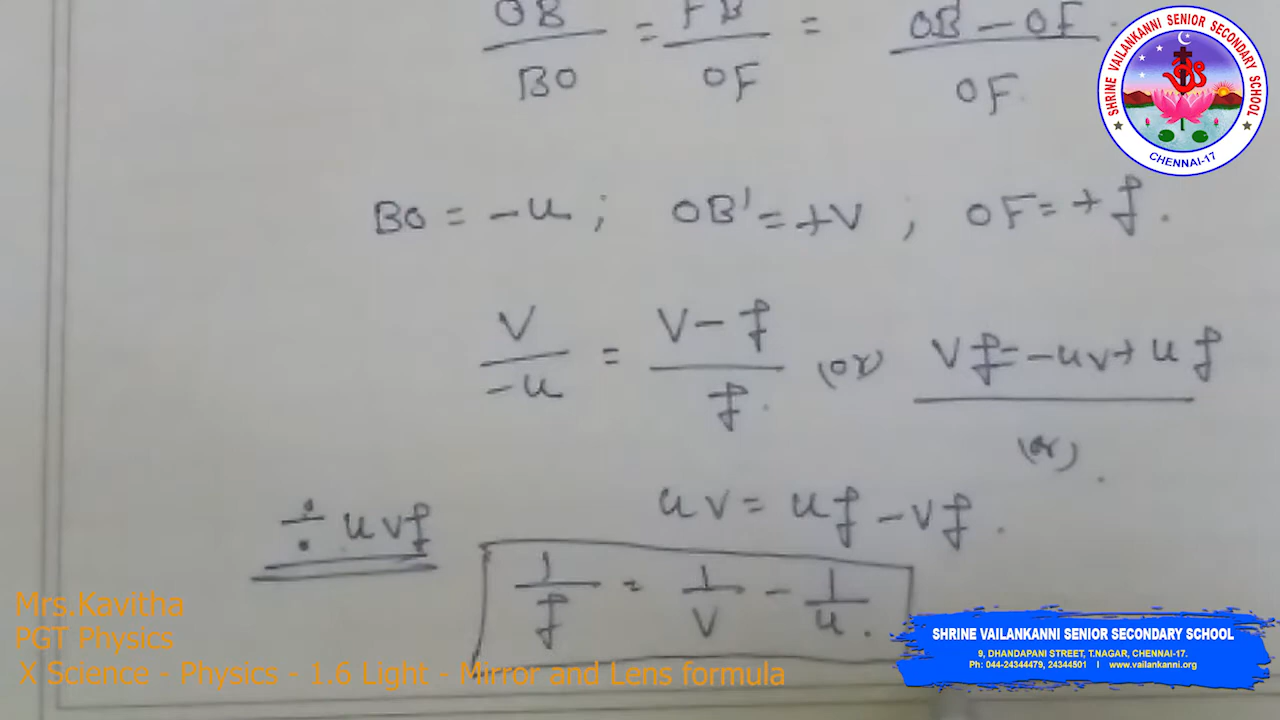 OB / BO = FB / OF = OB - OF / OF.
BO = -u ; OB' = +v ; OF = + f.
v / -u = v - f / f. (or) vf = -uv + uf
(or)
÷ uvf
uv = uf - vf.
1/f = 1/v - 1/u.
SHRINE VAILANKANNI SENIOR SECONDARY SCHOOL
CHENNAI-17
Mrs.Kavitha
PGT Physics
X Science - Physics - 1.6 Light - Mirror and Lens formula
SHRINE VAILANKANNI SENIOR SECONDARY SCHOOL
9, DHANDAPANI STREET, T.NAGAR, CHENNAI-17.
Ph: 044-24344479, 24344501 | www.vailankanni.org